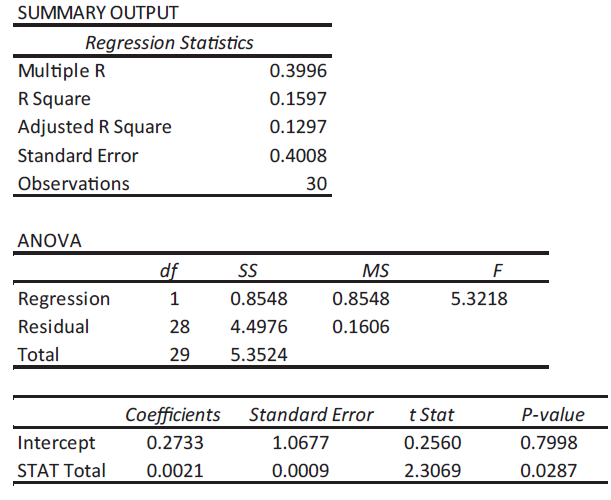 SUMMARY OUTPUT
Regression Statistics
Multiple R 0.3996
R Square 0.1597
Adjusted R Square 0.1297
Standard Error 0.4008
Observations 30
ANOVA
df SS MS F
Regression 1 0.8548 0.8548 5.3218
Residual 28 4.4976 0.1606
Total 29 5.3524
Coefficients Standard Error t Stat P-value
Intercept 0.2733 1.0677 0.2560 0.7998
STAT Total 0.0021 0.0009 2.3069 0.0287